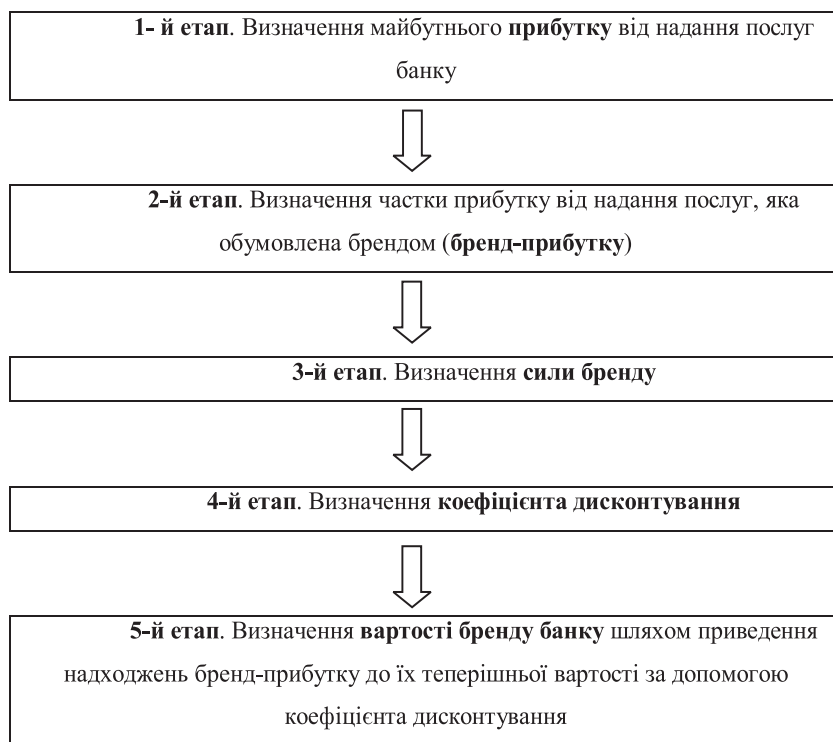 1- й етап. Визначення майбутнього прибутку від надання послуг
банку
2-й етап. Визначення частки прибутку від надання послуг, яка
обумовлена брендом (бренд-прибутку)
3-й етап. Визначення сили бренду
4-й етап. Визначення коефіцієнта дисконтування
5-й етап. Визначення вартості бренду банку шляхом приведення
надходжень бренд-прибутку до їх теперішньої вартості за допомогою
коефіцієнта дисконтування